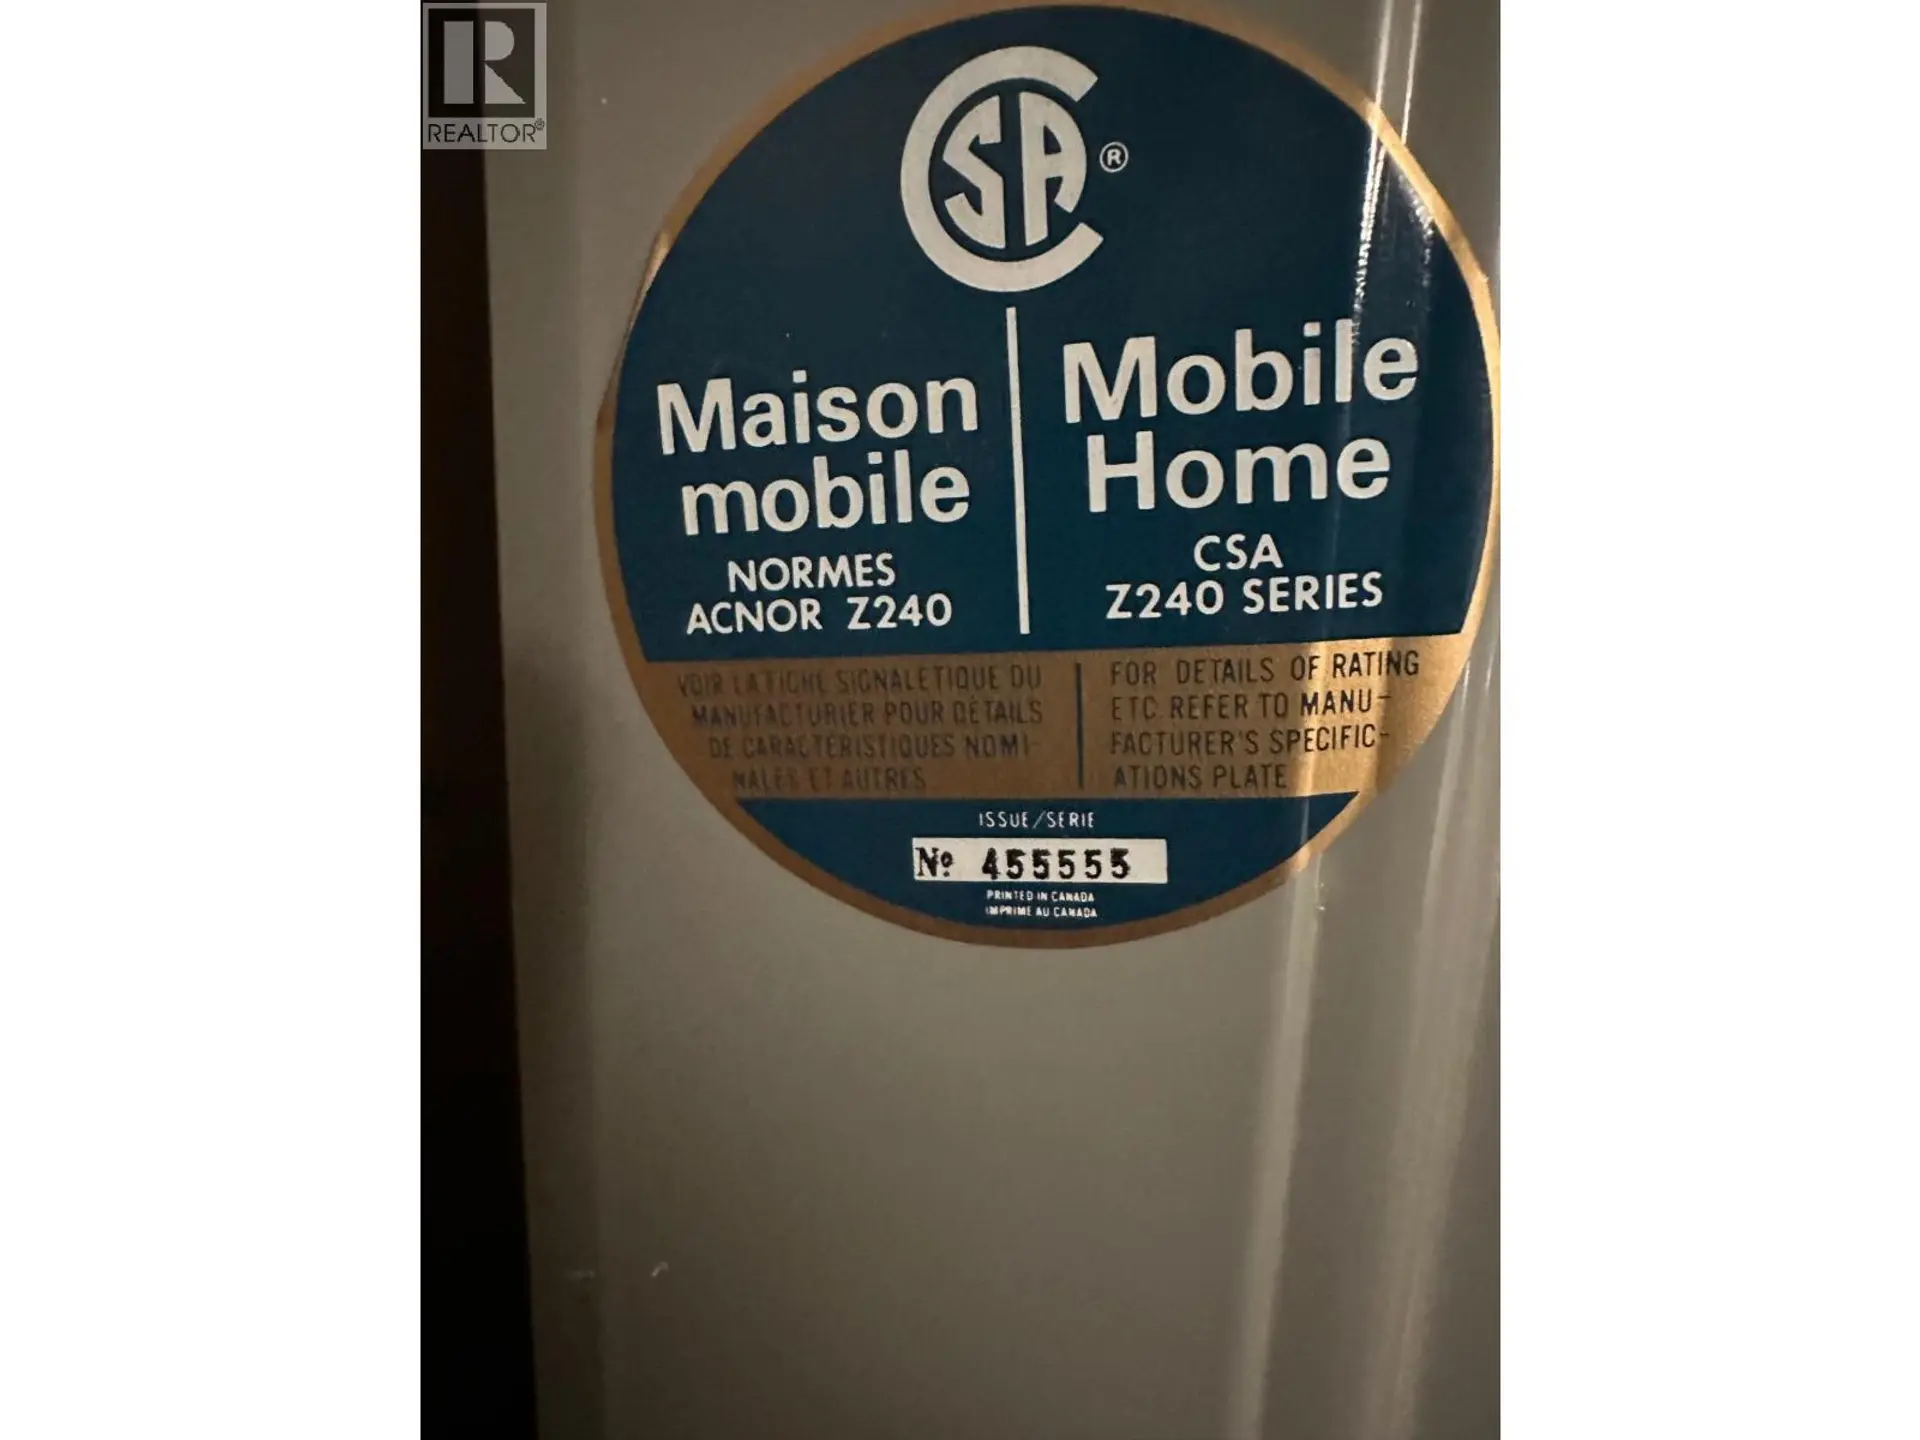 R
REALTOR®
CSA ®
Maison
mobile
NORMES
ACNOR Z240
Mobile
Home
CSA
Z240 SERIES
VOIR LA FICHE SIGNALETIQUE DU
MANUFACTURIER POUR DÉTAILS
DE CARACTÉRISTIQUES NOMI-
NALES ET AUTRES
FOR DETAILS OF RATING
ETC. REFER TO MANU-
FACTURER'S SPECIFIC-
ATIONS PLATE
ISSUE/SERIE
Nº 455555
PRINTED IN CANADA
IMPRIME AU CANADA